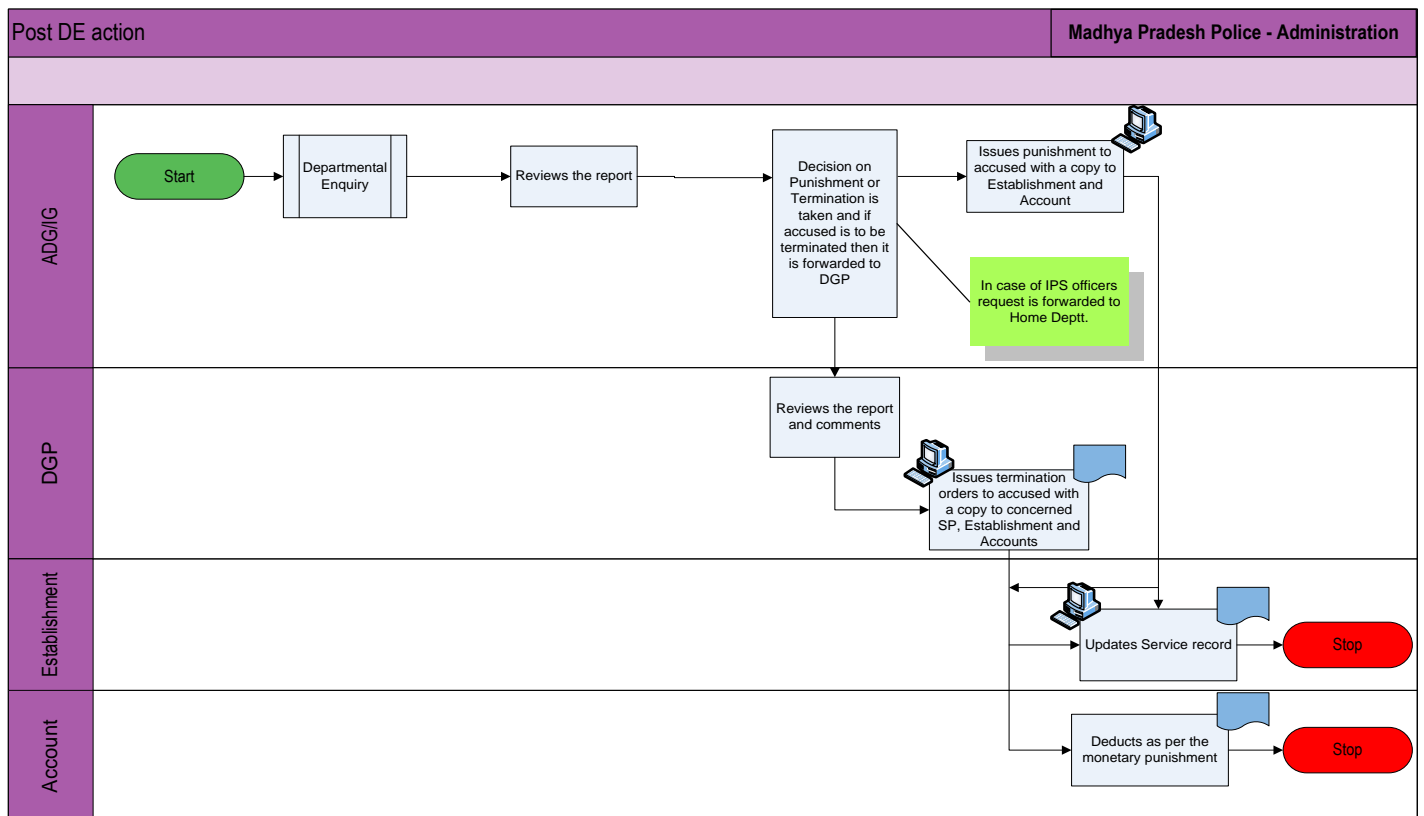 Post DE action
Madhya Pradesh Police - Administration
ADG/IG
Start
Departmental
Enquiry
Reviews the report
Decision on
Punishment or
Termination is
taken and if
accused is to be
terminated then it
is forwarded to
DGP
Issues punishment to
accused with a copy to
Establishment and
Account
In case of IPS officers
request is forwarded to
Home Deptt.
DGP
Reviews the report
and comments
Issues termination
orders to accused with
a copy to concerned
SP, Establishment and
Accounts
Establishment
Updates Service record
Stop
Account
Deducts as per the
monetary punishment
Stop